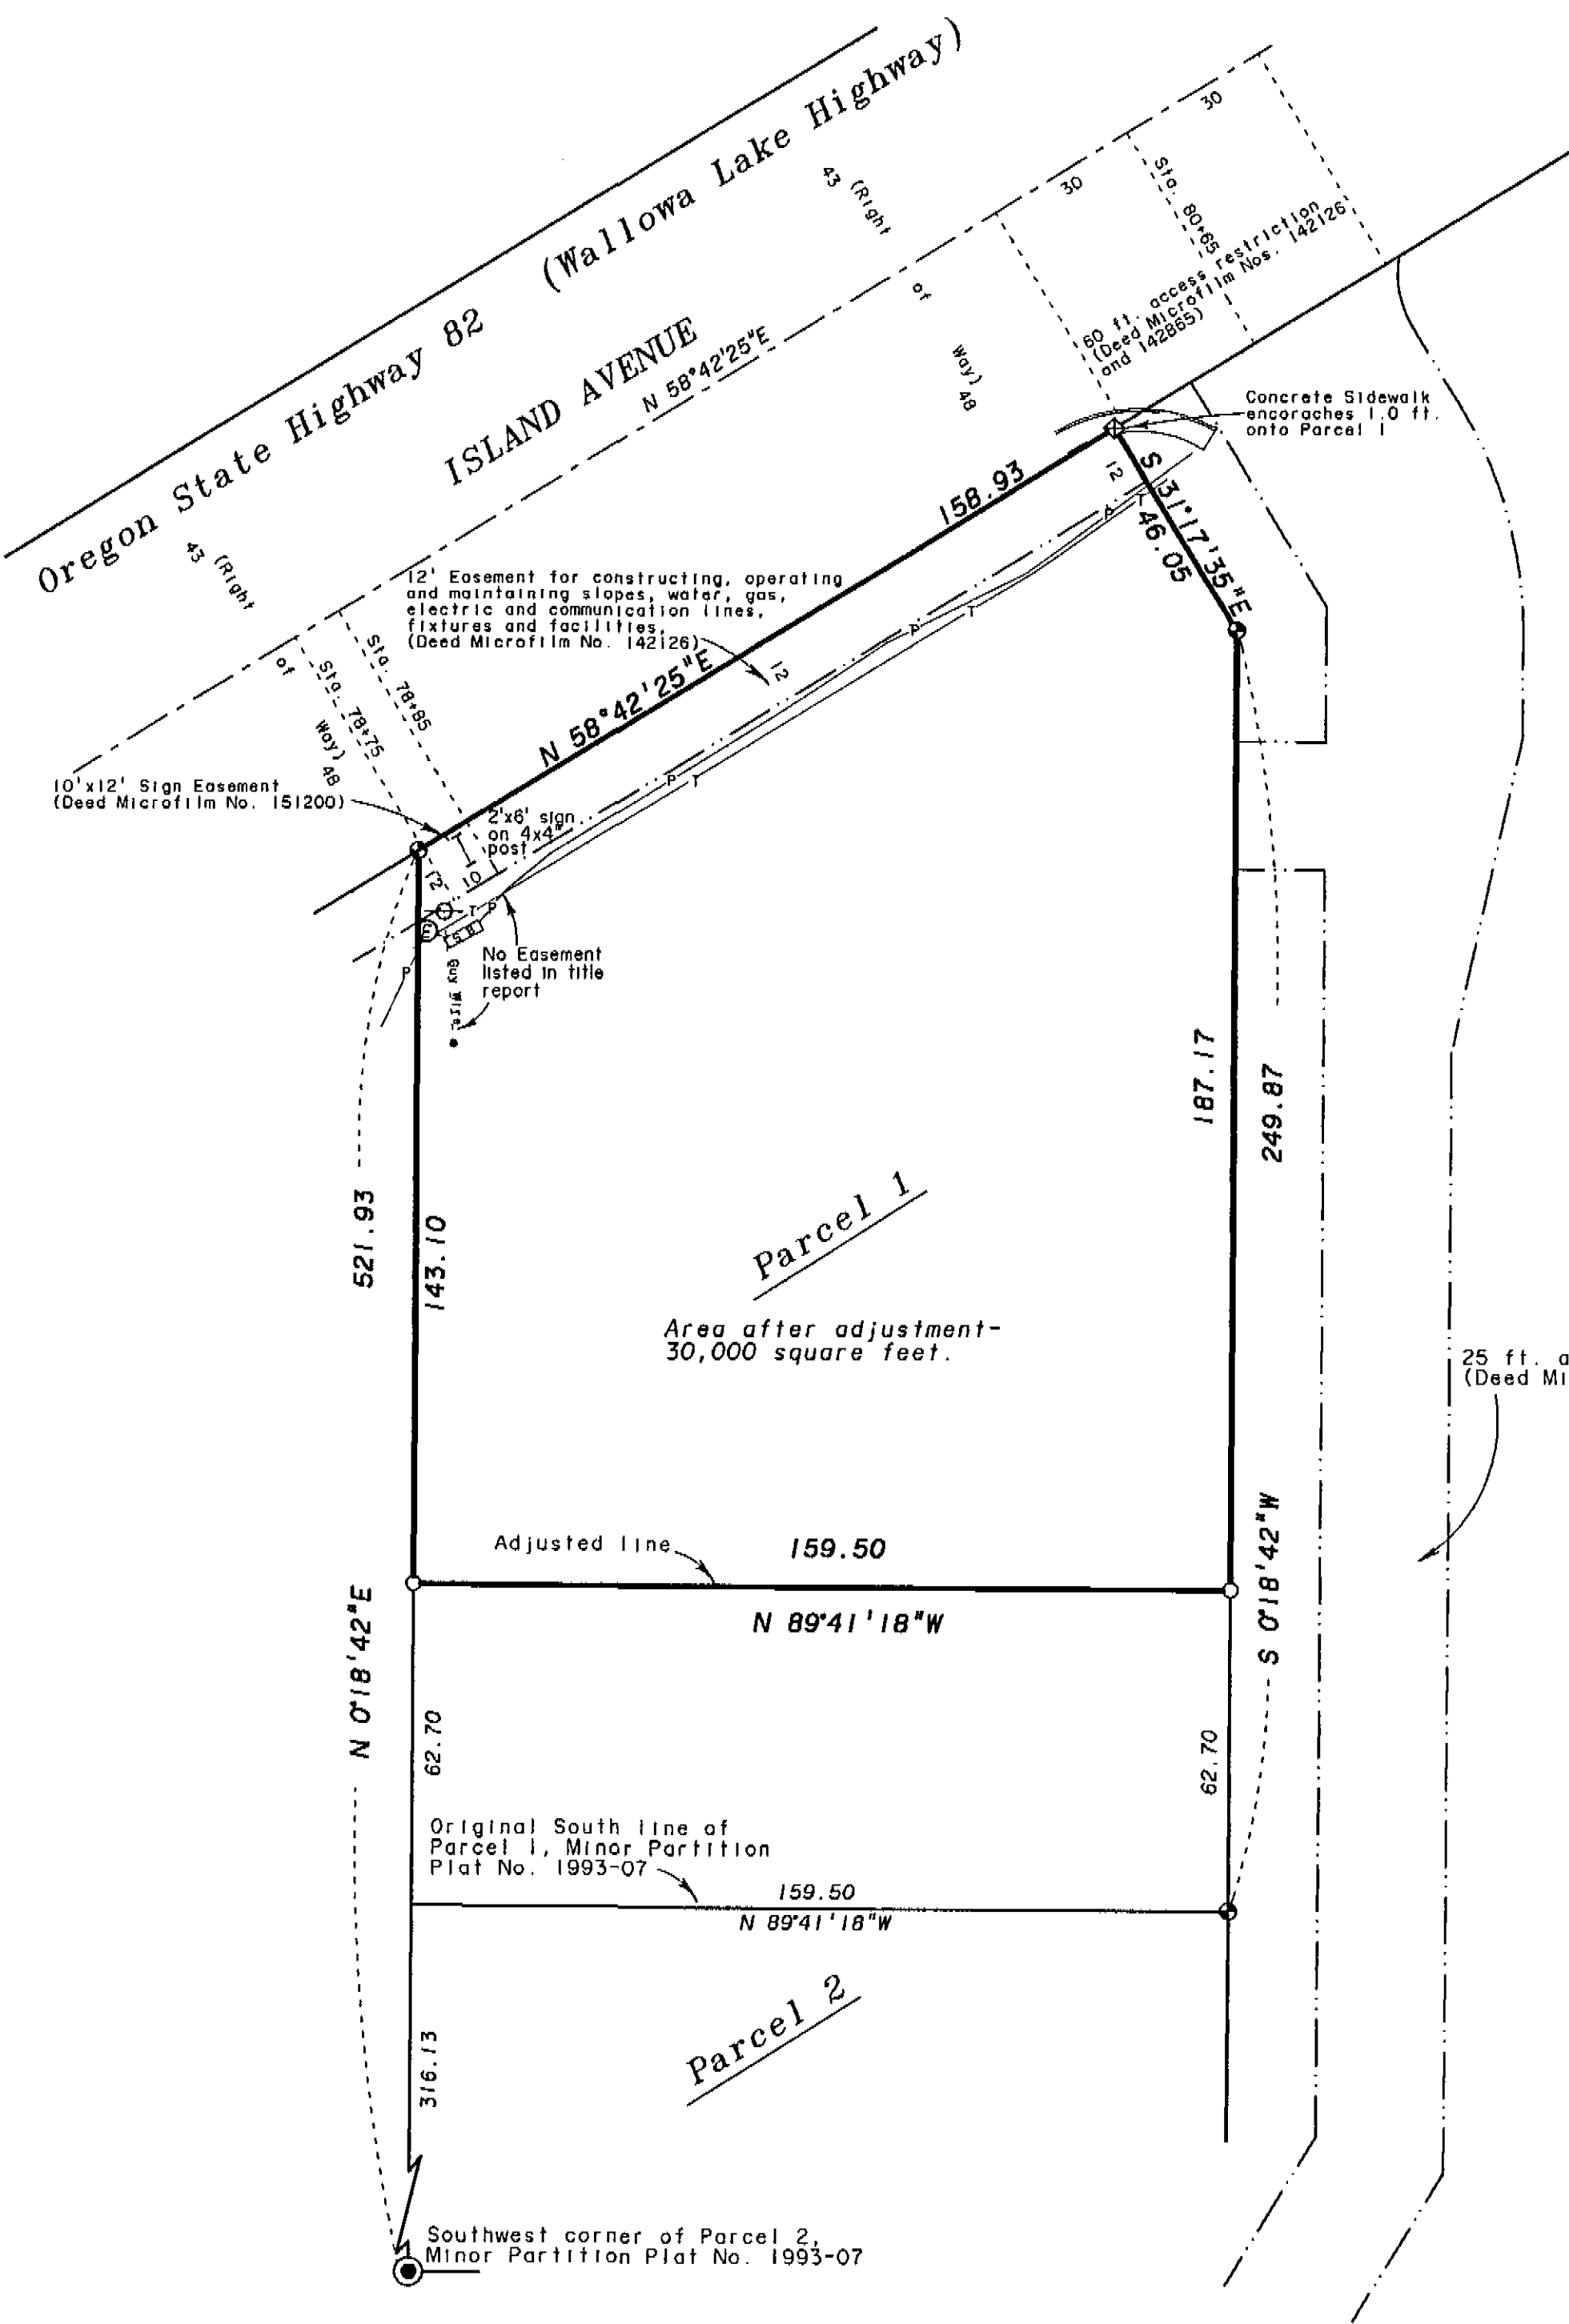 Oregon State Highway 82 (Wallowa Lake Highway)
ISLAND AVENUE
N 58°42'25"E
43 (Right of Way) 48
43 (Right of Way) 48
30
30
Sta. 80+65
60 ft. access restriction
(Deed Microfilm Nos. 142126
and 142865)
Concrete Sidewalk
encoraches 1.0 ft.
onto Parcel 1
12
S 31°17'35"E
46.05
158.93
N 58°42'25"E
12' Easement for constructing, operating
and maintaining slopes, water, gas,
electric and communication lines,
fixtures and facilities.
(Deed Microfilm No. 142126)
12
P
T
P
T
P
T
Sta. 78+85
Sta. 78+75
10'x12' Sign Easement
(Deed Microfilm No. 151200)
2'x6' sign
on 4x4"
post
12
10
T P
E
S B
P
Guy Wire
No Easement
listed in title
report
187.17
249.87
521.93
143.10
Parcel 1
Area after adjustment-
30,000 square feet.
25 ft. a
(Deed Mi
Adjusted line
159.50
N 89°41'18"W
N 0°18'42"E
S 0°18'42"W
62.70
62.70
Original South line of
Parcel 1, Minor Partition
Plat No. 1993-07
159.50
N 89°41'18"W
Parcel 2
316.13
Southwest corner of Parcel 2,
Minor Partition Plat No. 1993-07